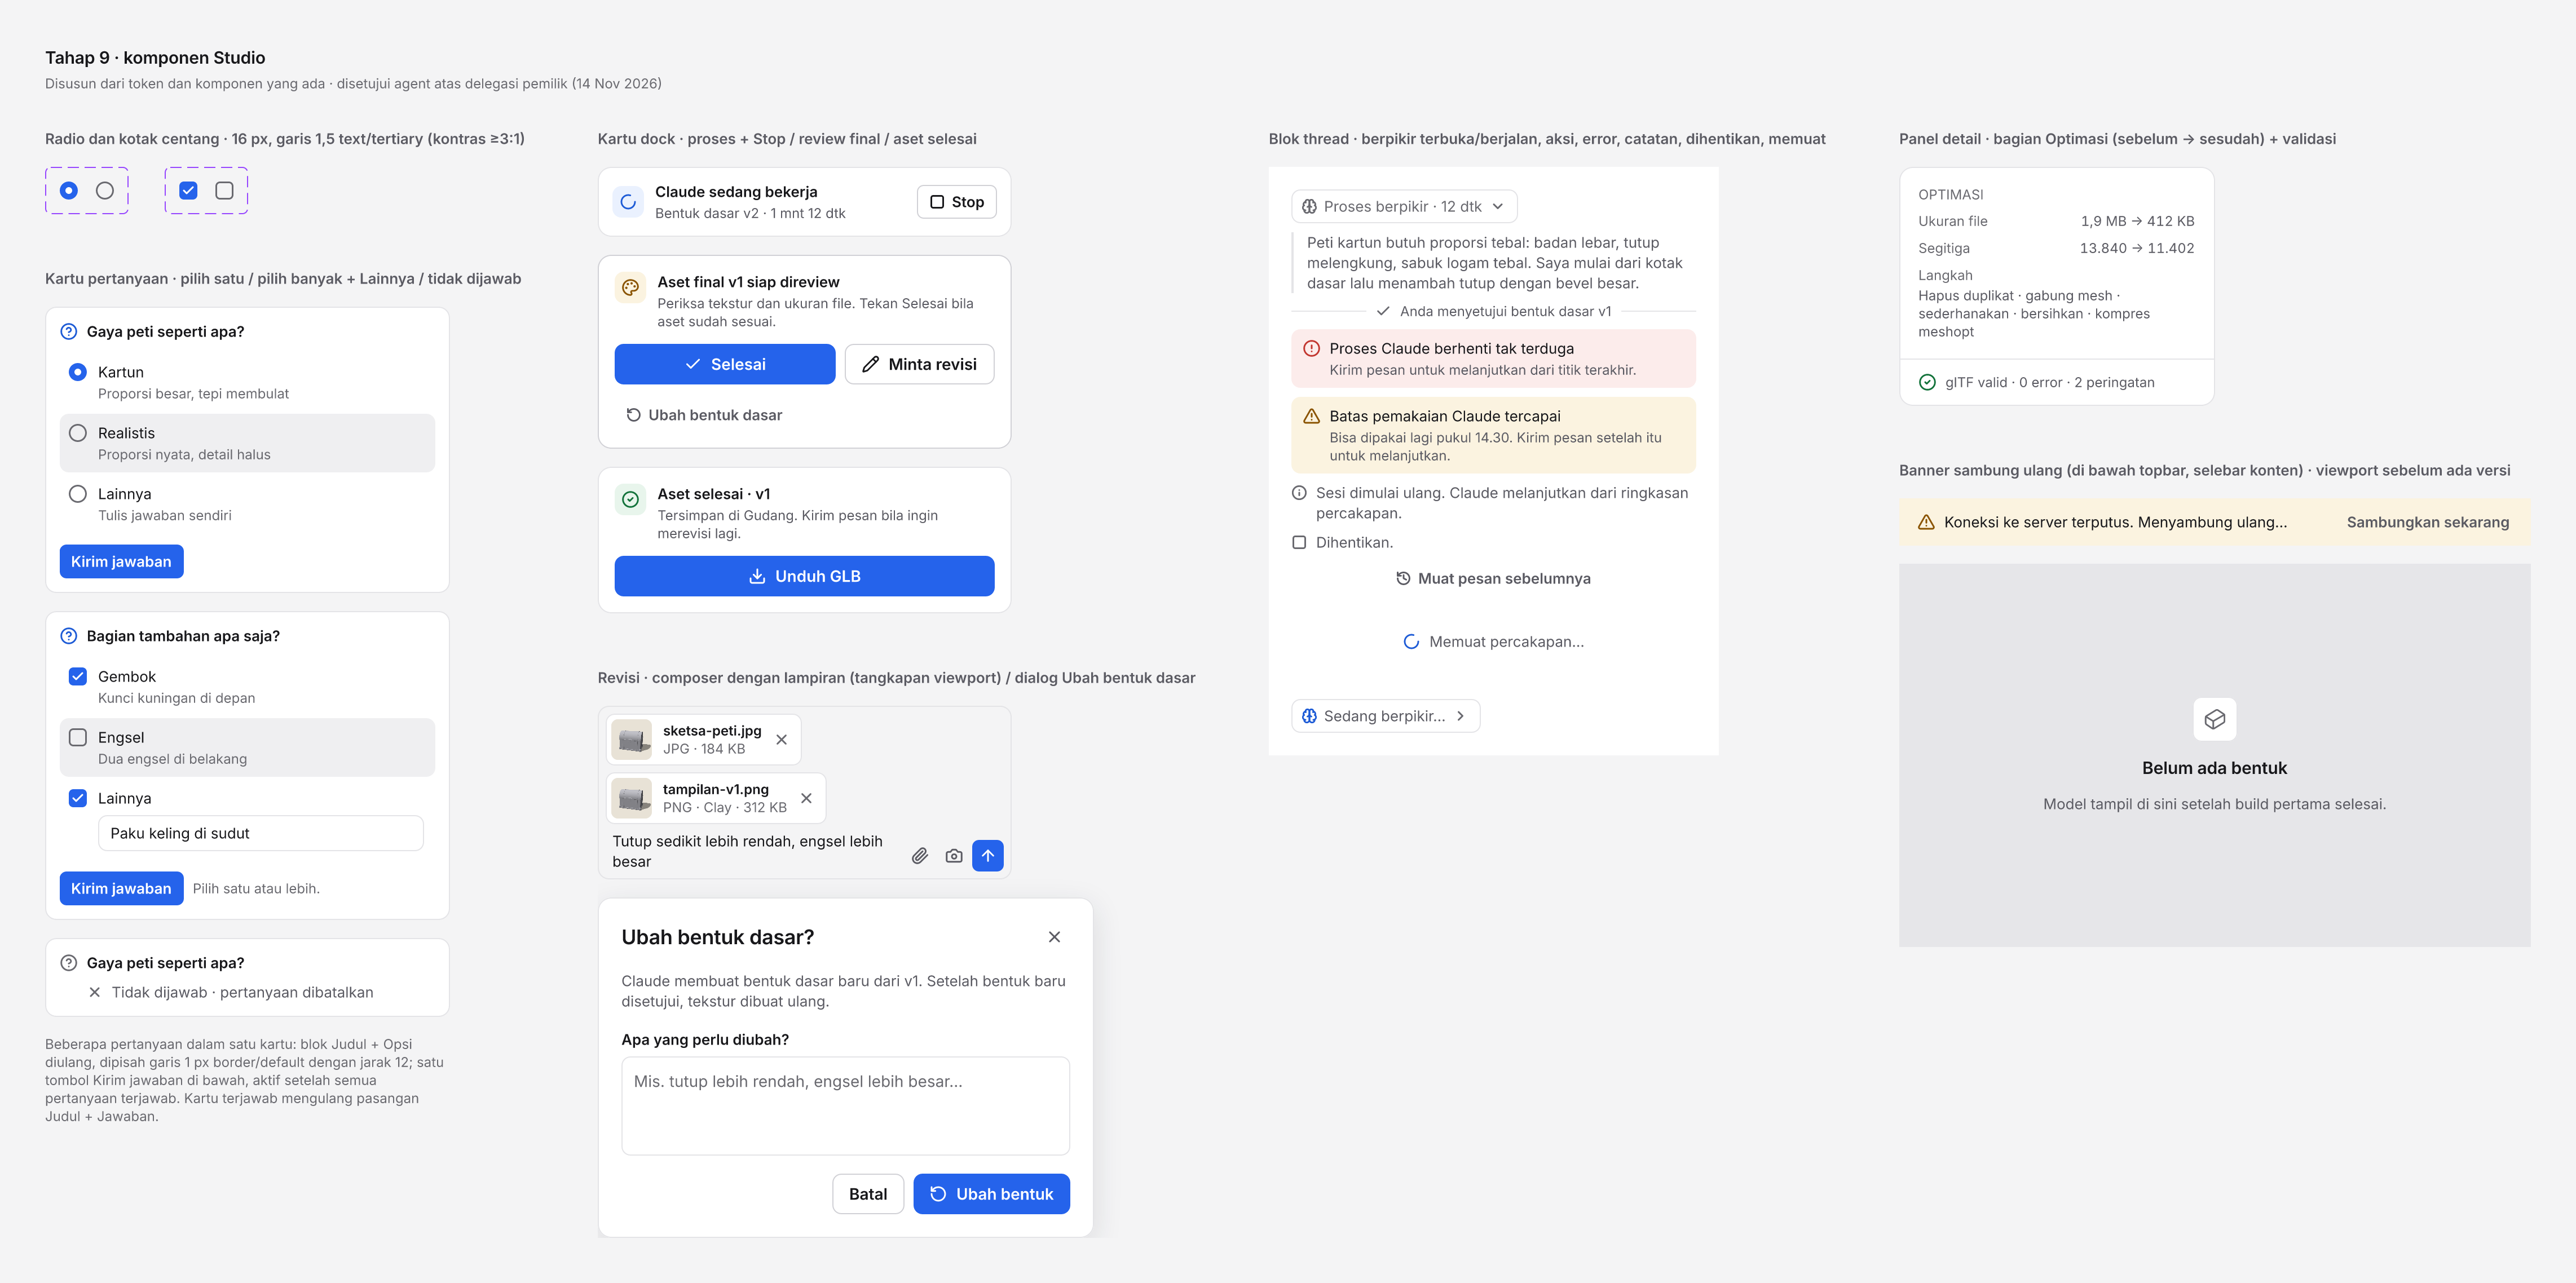 Tahap 9 · komponen Studio
Disusun dari token dan komponen yang ada · disetujui agent atas delegasi pemilik (14 Nov 2026)
Radio dan kotak centang · 16 px, garis 1,5 text/tertiary (kontras ≥3:1)
Kartu pertanyaan · pilih satu / pilih banyak + Lainnya / tidak dijawab
Gaya peti seperti apa?
Kartun
Proporsi besar, tepi membulat
Realistis
Proporsi nyata, detail halus
Lainnya
Tulis jawaban sendiri
Kirim jawaban
Bagian tambahan apa saja?
Gembok
Kunci kuningan di depan
Engsel
Dua engsel di belakang
Lainnya
Paku keling di sudut
Kirim jawaban
Pilih satu atau lebih.
Gaya peti seperti apa?
Tidak dijawab · pertanyaan dibatalkan
Beberapa pertanyaan dalam satu kartu: blok Judul + Opsi
diulang, dipisah garis 1 px border/default dengan jarak 12; satu
tombol Kirim jawaban di bawah, aktif setelah semua
pertanyaan terjawab. Kartu terjawab mengulang pasangan
Judul + Jawaban.
Kartu dock · proses + Stop / review final / aset selesai
Claude sedang bekerja
Bentuk dasar v2 · 1 mnt 12 dtk
Stop
Aset final v1 siap direview
Periksa tekstur dan ukuran file. Tekan Selesai bila
aset sudah sesuai.
Selesai
Minta revisi
Ubah bentuk dasar
Aset selesai · v1
Tersimpan di Gudang. Kirim pesan bila ingin
merevisi lagi.
Unduh GLB
Revisi · composer dengan lampiran (tangkapan viewport) / dialog Ubah bentuk dasar
sketsa-peti.jpg
JPG · 184 KB
tampilan-v1.png
PNG · Clay · 312 KB
Tutup sedikit lebih rendah, engsel lebih
besar
Ubah bentuk dasar?
Claude membuat bentuk dasar baru dari v1. Setelah bentuk baru
disetujui, tekstur dibuat ulang.
Apa yang perlu diubah?
Mis. tutup lebih rendah, engsel lebih besar…
Batal
Ubah bentuk
Blok thread · berpikir terbuka/berjalan, aksi, error, catatan, dihentikan, memuat
Proses berpikir · 12 dtk
Peti kartun butuh proporsi tebal: badan lebar, tutup
melengkung, sabuk logam tebal. Saya mulai dari kotak
dasar lalu menambah tutup dengan bevel besar.
Anda menyetujui bentuk dasar v1
Proses Claude berhenti tak terduga
Kirim pesan untuk melanjutkan dari titik terakhir.
Batas pemakaian Claude tercapai
Bisa dipakai lagi pukul 14.30. Kirim pesan setelah itu
untuk melanjutkan.
Sesi dimulai ulang. Claude melanjutkan dari ringkasan
percakapan.
Dihentikan.
Muat pesan sebelumnya
Memuat percakapan…
Sedang berpikir…
Panel detail · bagian Optimasi (sebelum → sesudah) + validasi
OPTIMASI
Ukuran file 1,9 MB → 412 KB
Segitiga 13.840 → 11.402
Langkah
Hapus duplikat · gabung mesh ·
sederhanakan · bersihkan · kompres
meshopt
glTF valid · 0 error · 2 peringatan
Banner sambung ulang (di bawah topbar, selebar konten) · viewport sebelum ada versi
Koneksi ke server terputus. Menyambung ulang…
Sambungkan sekarang
Belum ada bentuk
Model tampil di sini setelah build pertama selesai.